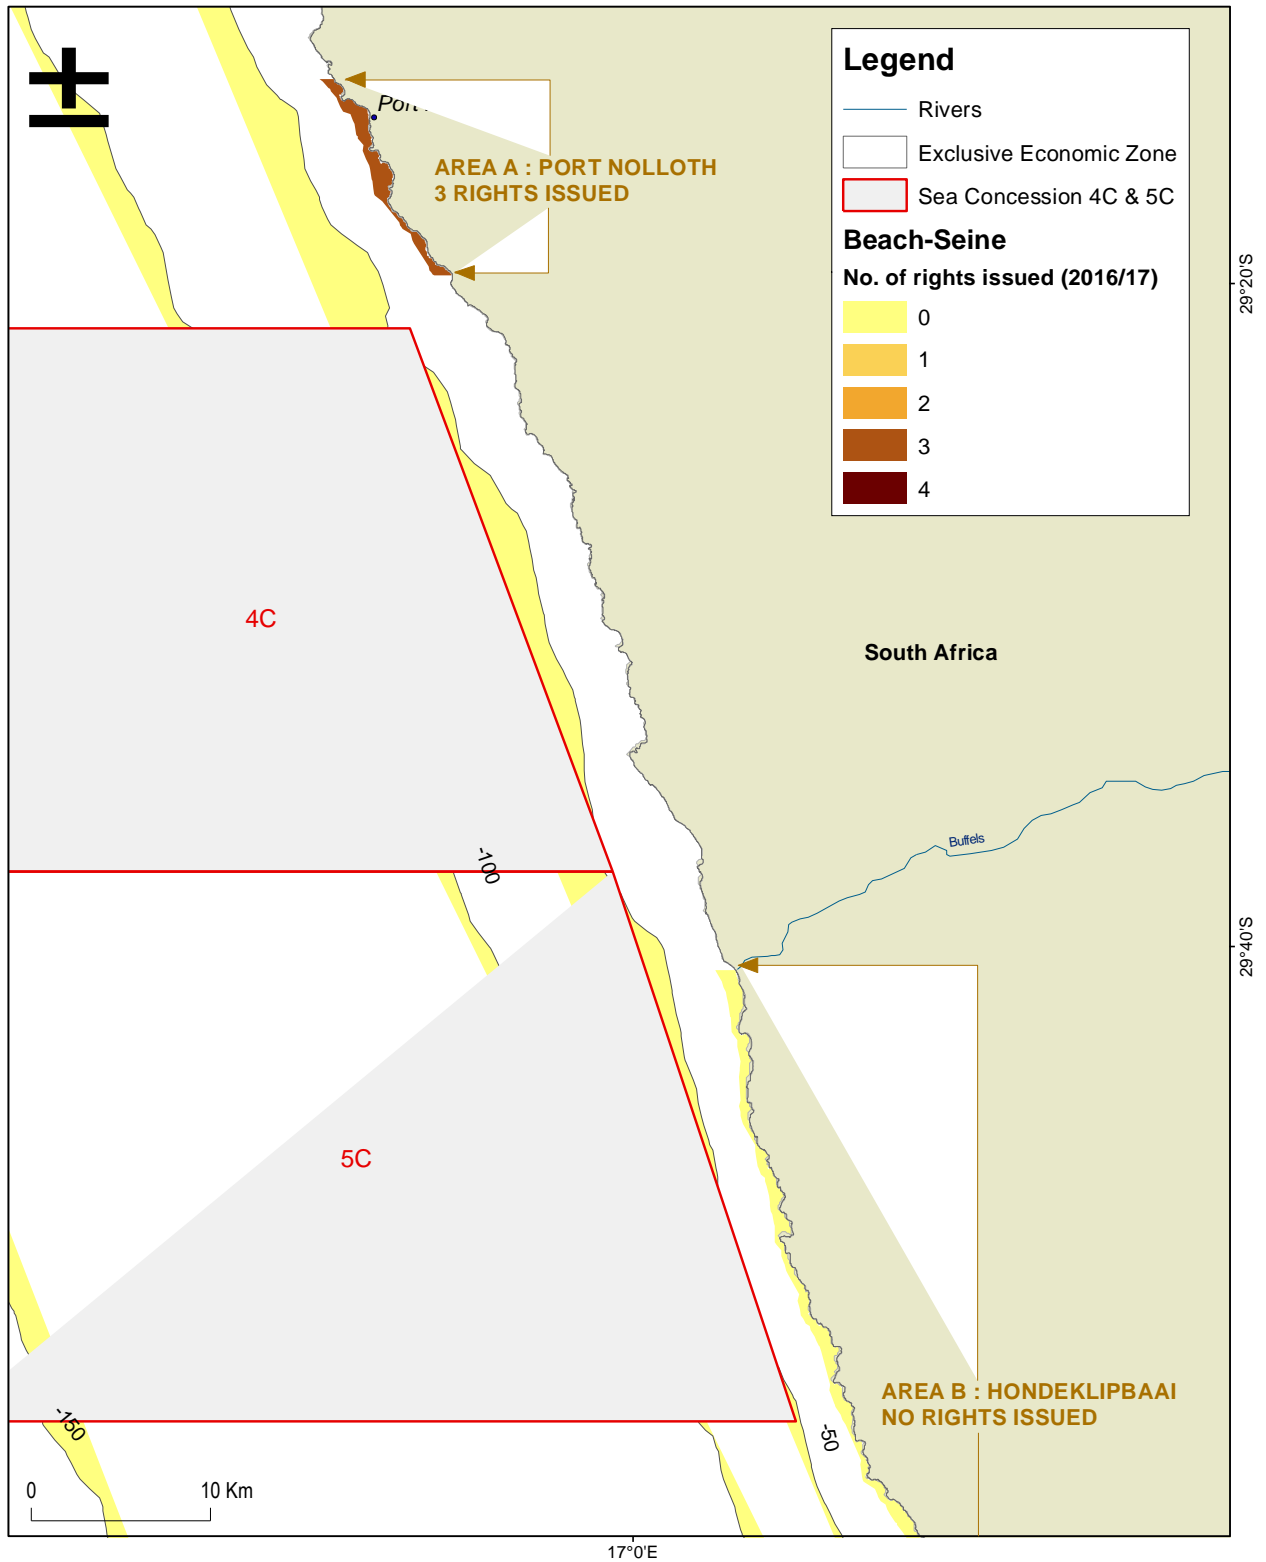 Legend
Rivers
Exclusive Economic Zone
Sea Concession 4C & 5C
Beach-Seine
No. of rights issued (2016/17)
0
1
2
3
4
Port
AREA A : PORT NOLLOTH
3 RIGHTS ISSUED
29°20'S
4C
South Africa
Buffels
-100
29°40'S
5C
AREA B : HONDEKLIPBAAI
NO RIGHTS ISSUED
-150
-50
0 10 Km
17°0'E